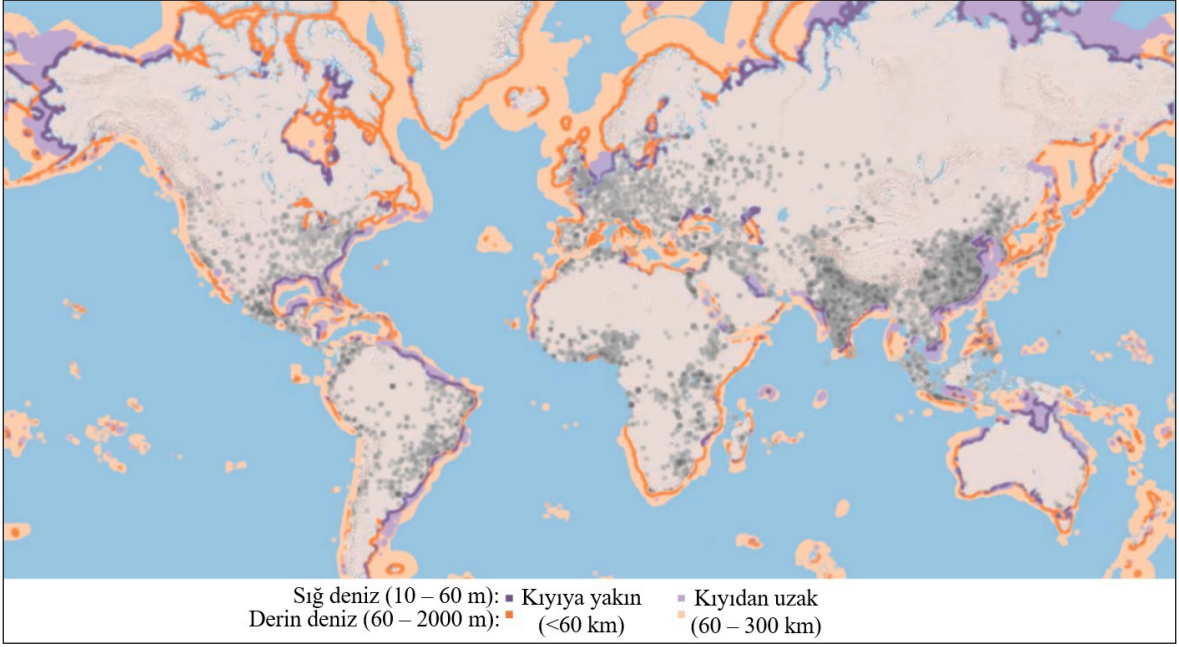 Sığ deniz (10 – 60 m): Kıyıya yakın Kıyıdan uzak
Derin deniz (60 – 2000 m): (<60 km) (60 – 300 km)